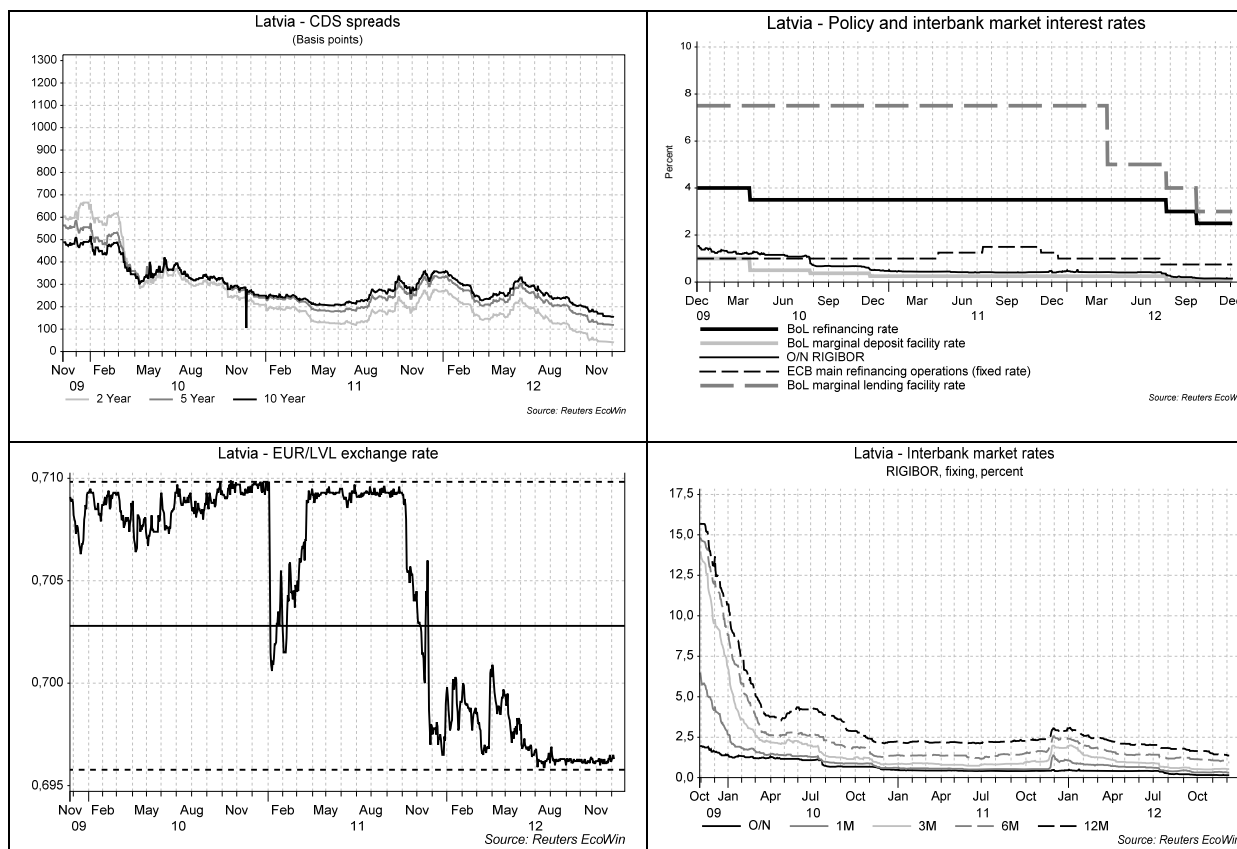 Latvia - CDS spreads
(Basis points)
1300
1200
1100
1000
900
800
700
600
500
400
300
200
100
0
Nov Feb May Aug Nov Feb May Aug Nov Feb May Aug Nov
09 10 11 12
2 Year 5 Year 10 Year
Source: Reuters EcoWin
Latvia - Policy and interbank market interest rates
10
8
6
4
2
0
Percent
Dec Mar Jun Sep Dec Mar Jun Sep Dec Mar Jun Sep Dec
09 10 11 12
BoL refinancing rate
BoL marginal deposit facility rate
O/N RIGIBOR
ECB main refinancing operations (fixed rate)
BoL marginal lending facility rate
Source: Reuters EcoWin
Latvia - EUR/LVL exchange rate
0,710
0,705
0,700
0,695
Nov Feb May Aug Nov Feb May Aug Nov Feb May Aug Nov
09 10 11 12
Source: Reuters EcoWin
Latvia - Interbank market rates
RIGIBOR, fixing, percent
17,5
15,0
12,5
10,0
7,5
5,0
2,5
0,0
Oct Jan Apr Jul Oct Jan Apr Jul Oct Jan Apr Jul Oct
09 10 11 12
O/N 1M 3M 6M 12M
Source: Reuters EcoWin